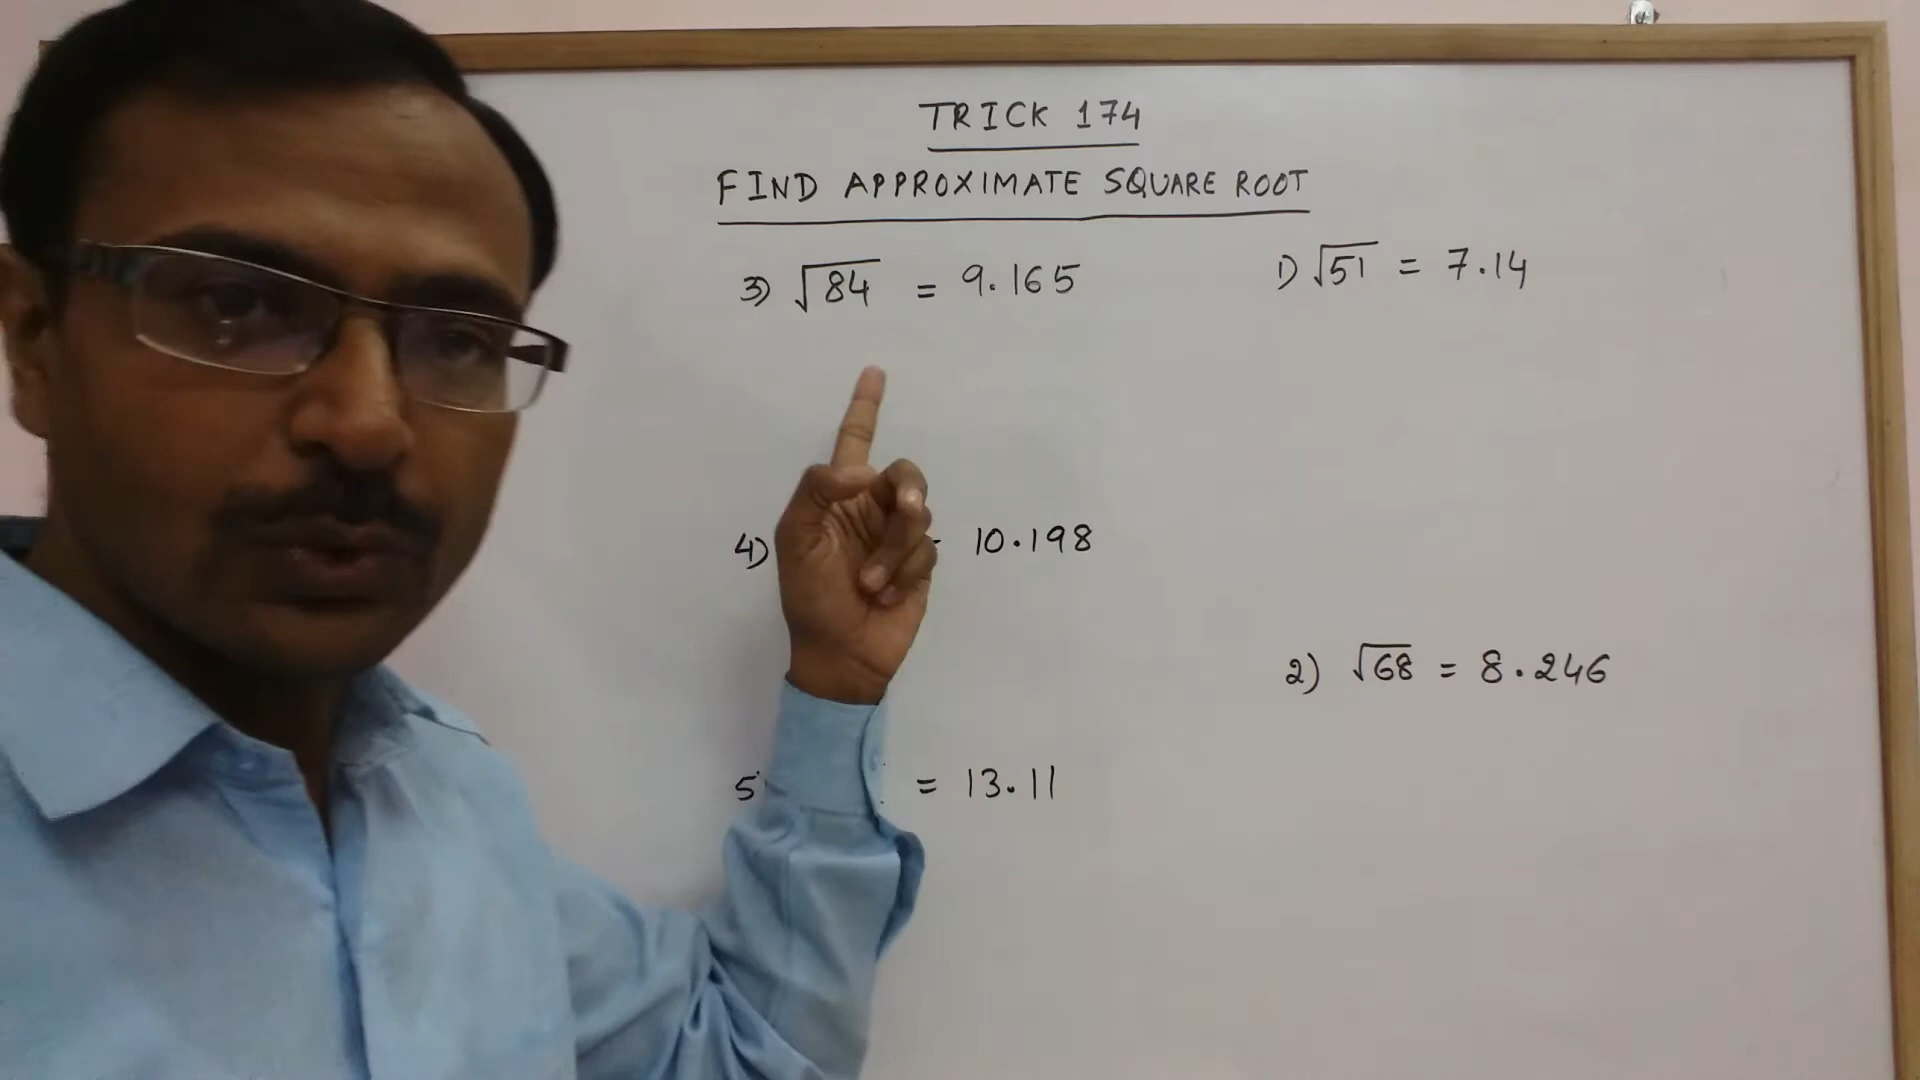 TRICK 174
FIND APPROXIMATE SQUARE ROOT
3) √84 = 9.165
1) √51 = 7.14
4) = 10.198
2) √68 = 8.246
5 = 13.11